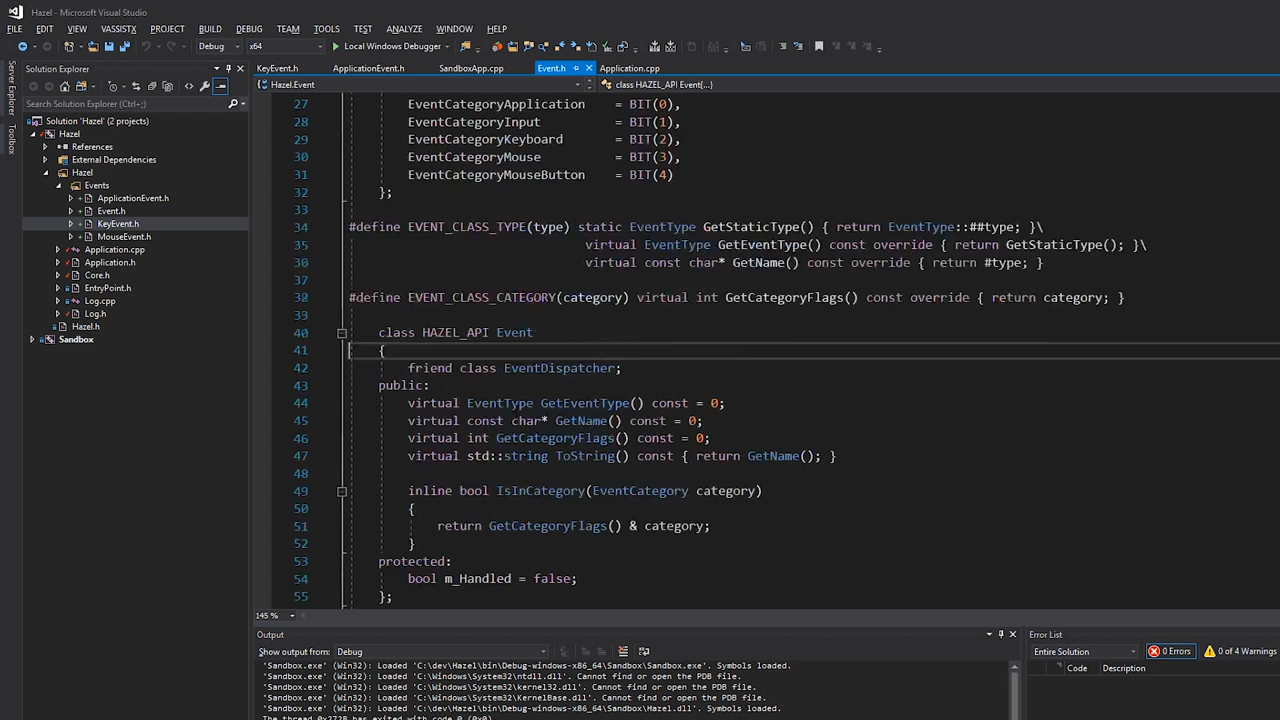 Hazel - Microsoft Visual Studio
FILE EDIT VIEW VASSISTX PROJECT BUILD DEBUG TEAM TOOLS TEST ANALYZE WINDOW HELP
Debug x64 Local Windows Debugger
Server Explorer
Toolbox
Solution Explorer
Search Solution Explorer (Ctrl+;)
Solution 'Hazel' (2 projects)
Hazel
References
External Dependencies
Hazel
Events
ApplicationEvent.h
Event.h
KeyEvent.h
MouseEvent.h
Application.cpp
Application.h
Core.h
EntryPoint.h
Log.cpp
Log.h
Hazel.h
Sandbox
KeyEvent.h ApplicationEvent.h SandboxApp.cpp Event.h Application.cpp
Hazel.Event class HAZEL_API Event{...}
27 EventCategoryApplication = BIT(0),
28 EventCategoryInput = BIT(1),
29 EventCategoryKeyboard = BIT(2),
30 EventCategoryMouse = BIT(3),
31 EventCategoryMouseButton = BIT(4)
32 };
33
34 #define EVENT_CLASS_TYPE(type) static EventType GetStaticType() { return EventType::##type; }\
35 virtual EventType GetEventType() const override { return GetStaticType(); }\
36 virtual const char* GetName() const override { return #type; }
37
38 #define EVENT_CLASS_CATEGORY(category) virtual int GetCategoryFlags() const override { return category; }
39
40 class HAZEL_API Event
41 {
42 friend class EventDispatcher;
43 public:
44 virtual EventType GetEventType() const = 0;
45 virtual const char* GetName() const = 0;
46 virtual int GetCategoryFlags() const = 0;
47 virtual std::string ToString() const { return GetName(); }
48
49 inline bool IsInCategory(EventCategory category)
50 {
51 return GetCategoryFlags() & category;
52 }
53 protected:
54 bool m_Handled = false;
55 };
145 %
Output
Show output from: Debug
'Sandbox.exe' (Win32): Loaded 'C:\dev\Hazel\bin\Debug-windows-x86_64\Sandbox\Sandbox.exe'. Symbols loaded.
'Sandbox.exe' (Win32): Loaded 'C:\Windows\System32\ntdll.dll'. Cannot find or open the PDB file.
'Sandbox.exe' (Win32): Loaded 'C:\Windows\System32\kernel32.dll'. Cannot find or open the PDB file.
'Sandbox.exe' (Win32): Loaded 'C:\Windows\System32\KernelBase.dll'. Cannot find or open the PDB file.
'Sandbox.exe' (Win32): Loaded 'C:\dev\Hazel\bin\Debug-windows-x86_64\Sandbox\Hazel.dll'. Symbols loaded.
The thread 0x2728 has exited with code 0 (0x0).
Error List
Entire Solution 0 Errors 0 of 4 Warnings
Code Description